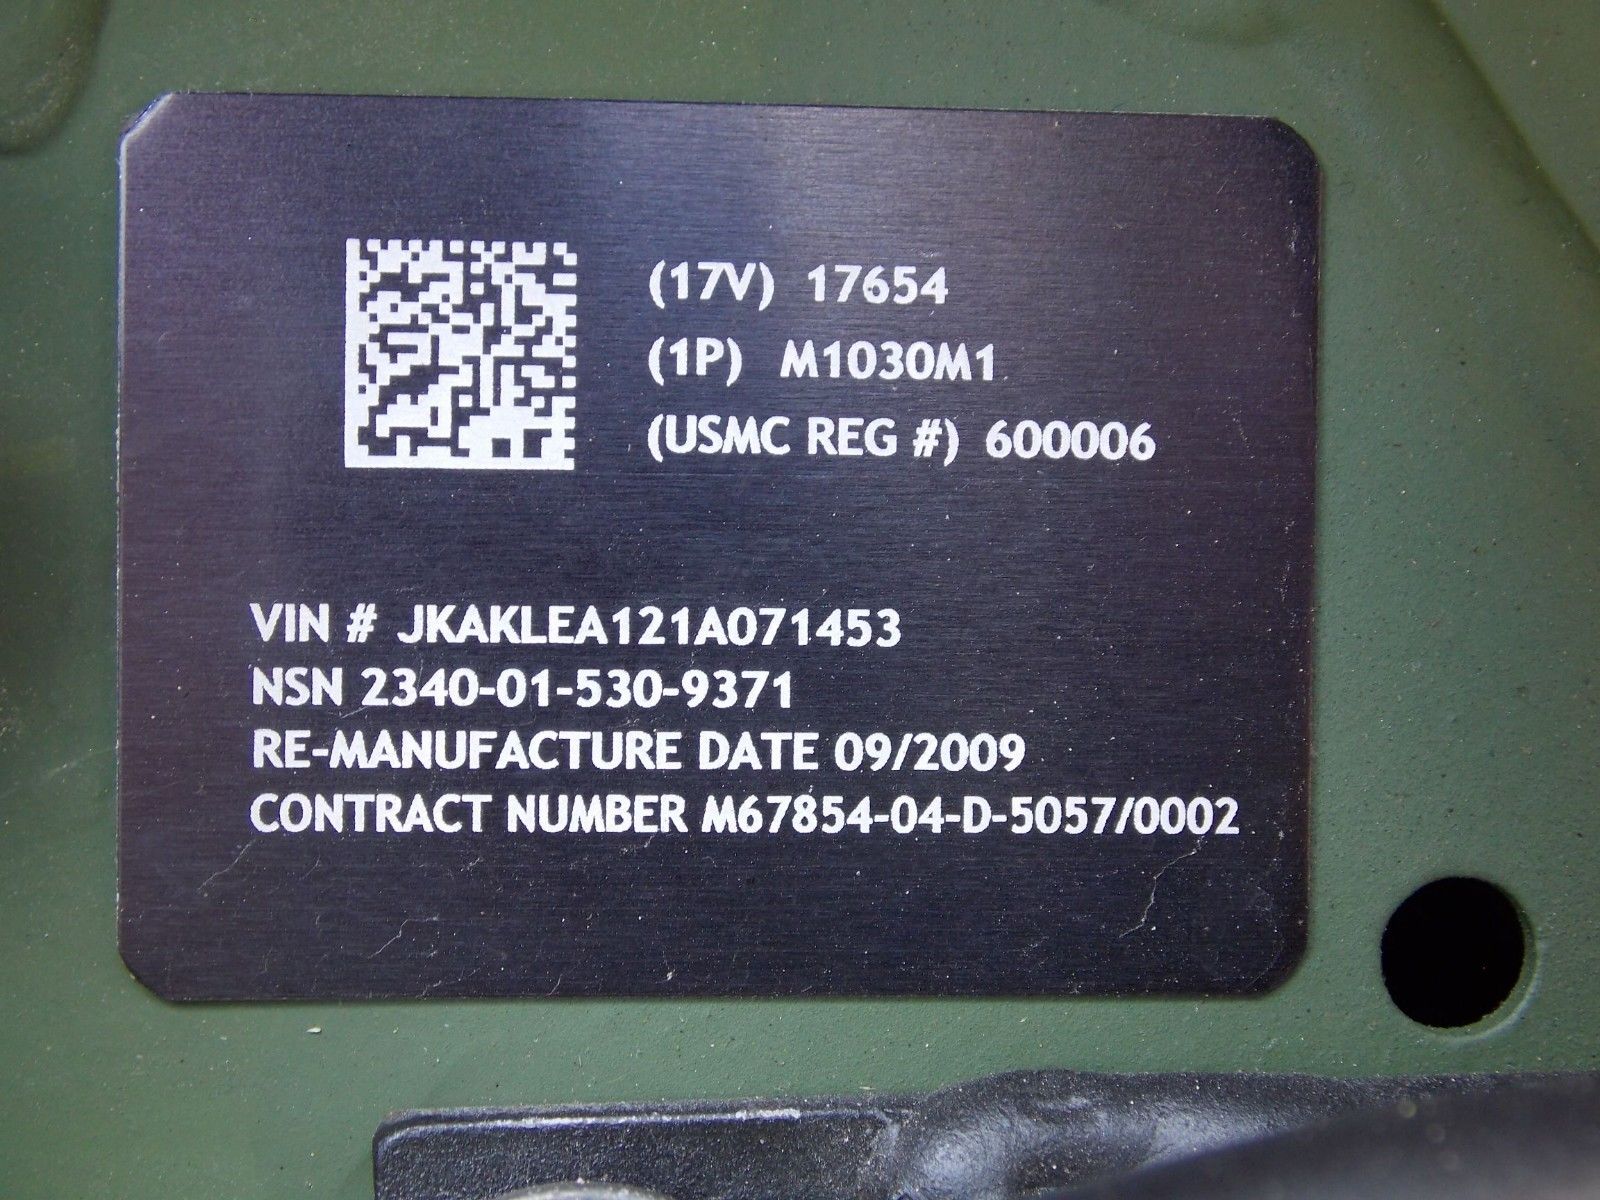 (17V) 17654
(1P) M1030M1
(USMC REG #) 600006
VIN # JKAKLEA121A071453
NSN 2340-01-530-9371
RE-MANUFACTURE DATE 09/2009
CONTRACT NUMBER M67854-04-D-5057/0002